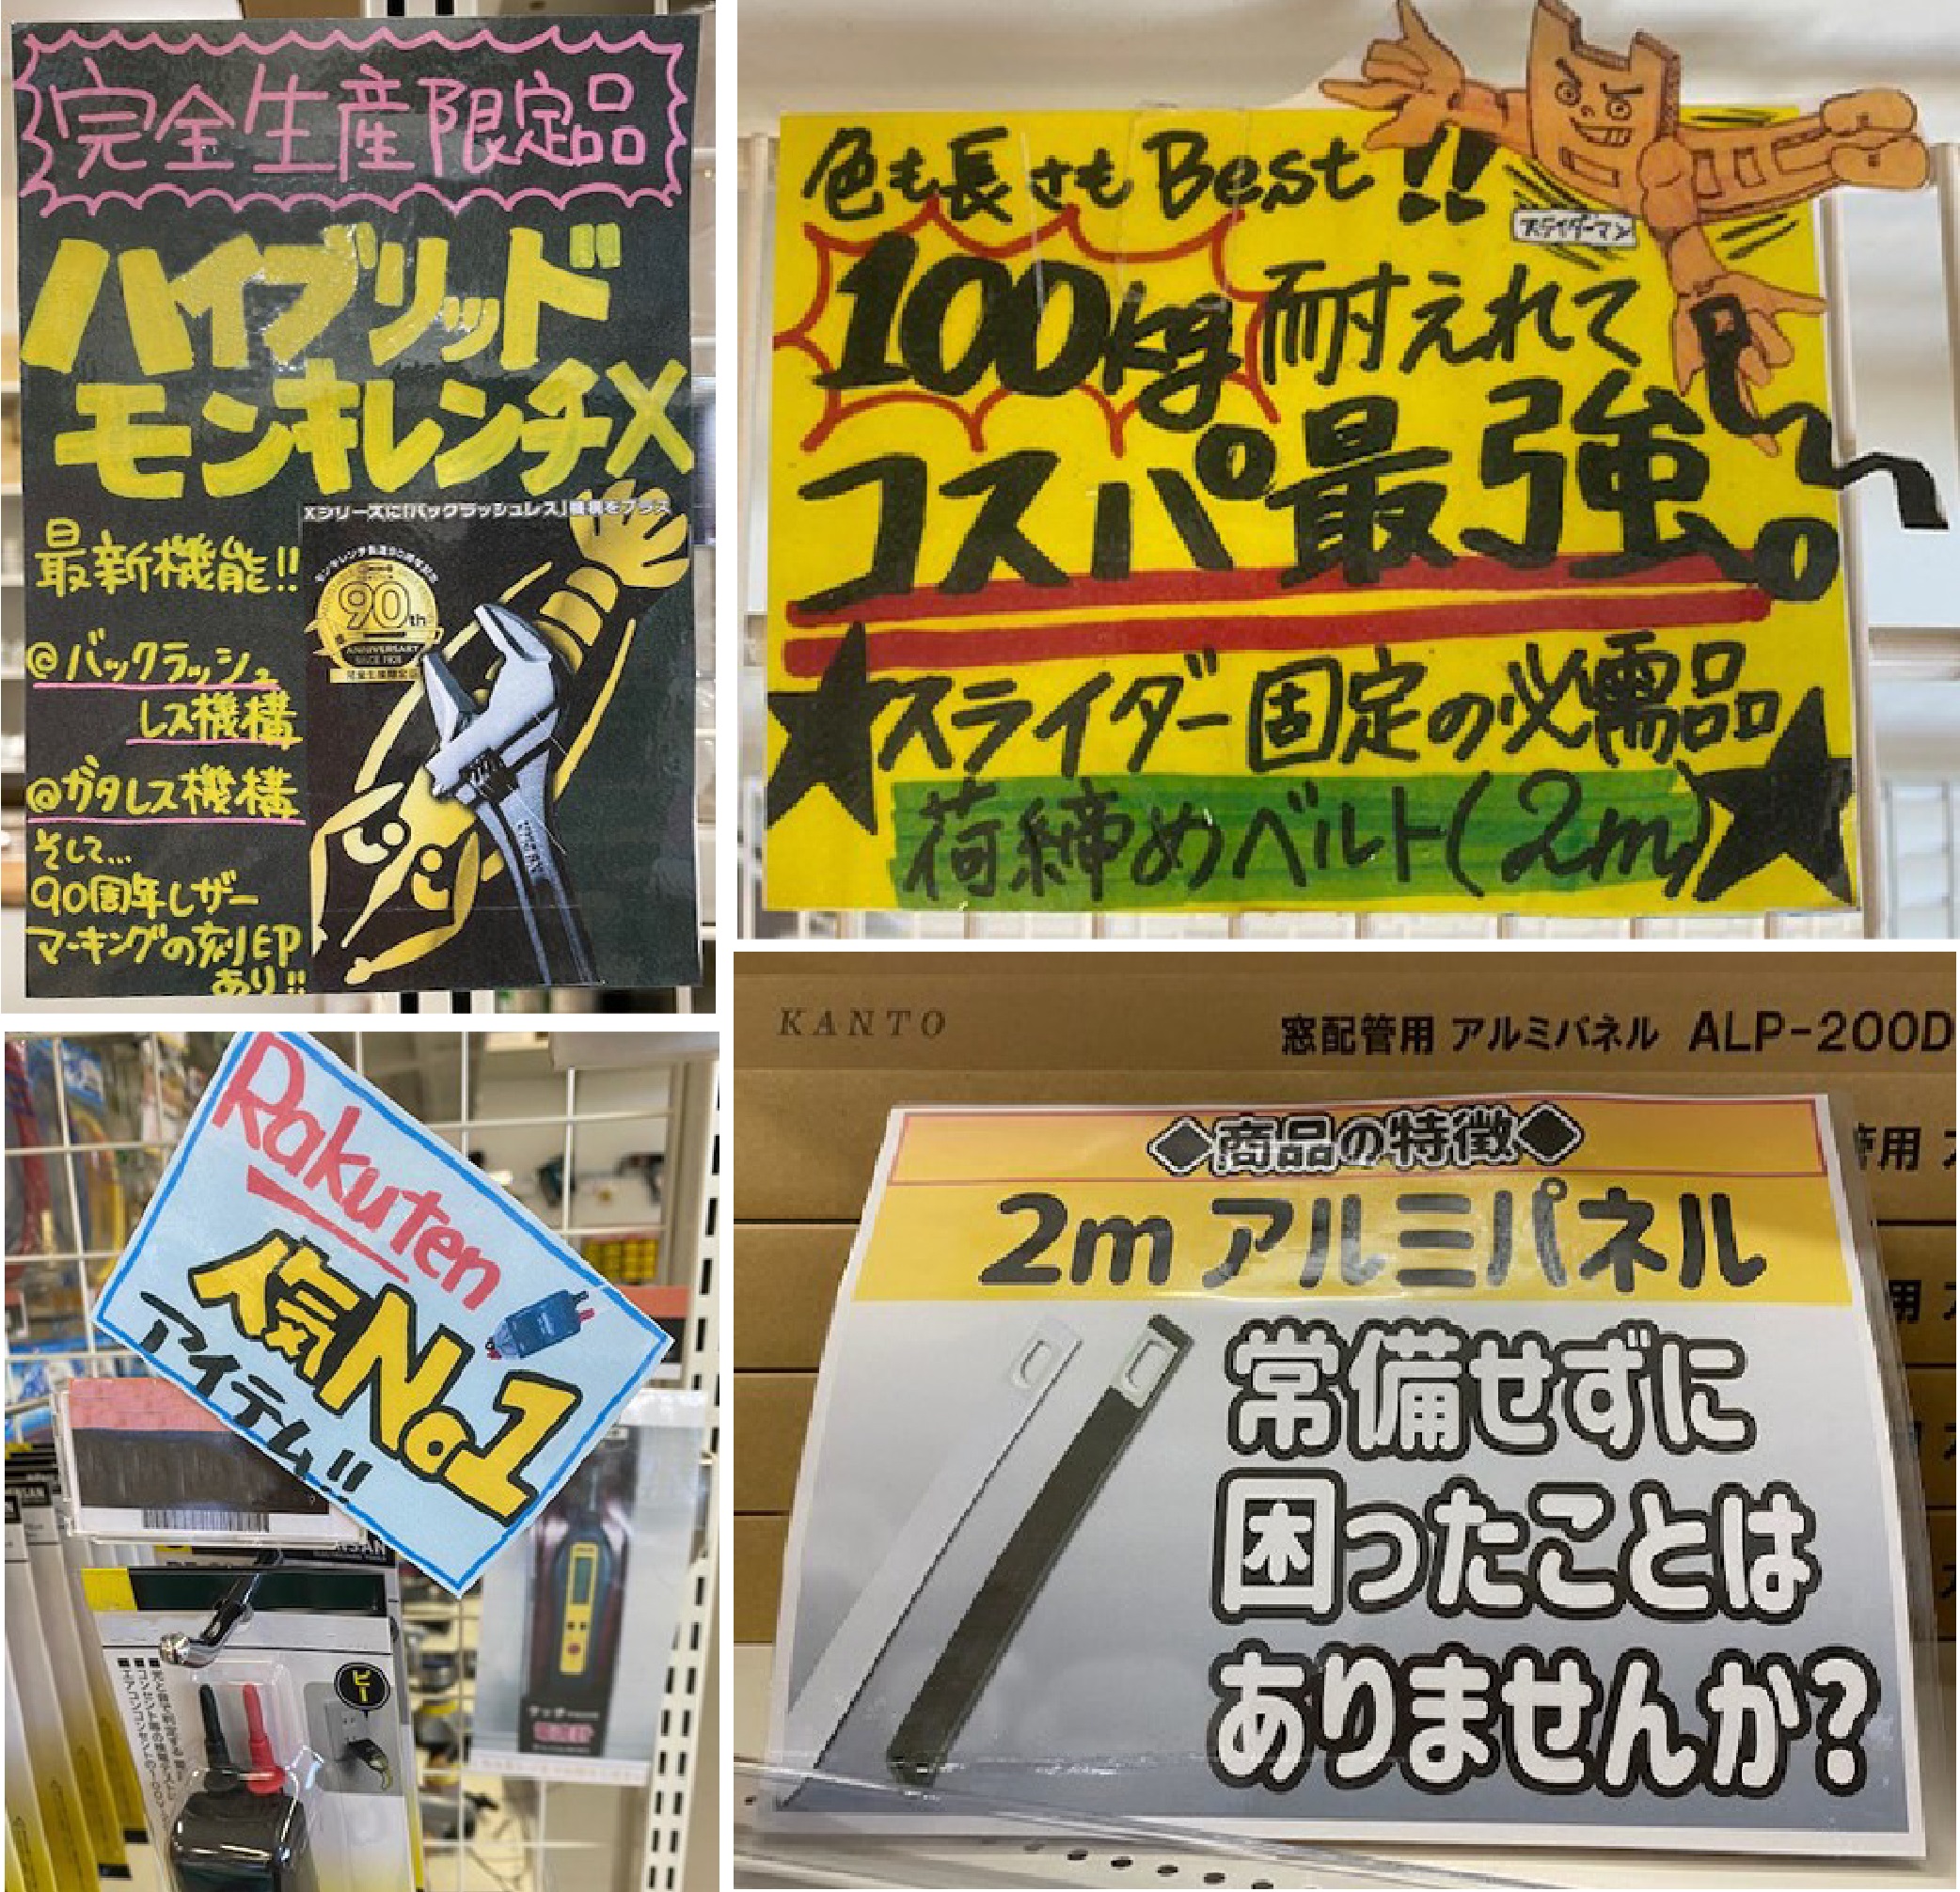 完全生産限定品
ハイブリッド
モンキレンチX
Xシリーズに「バックラッシュレス」機構をプラス
最新機能!!
90th
ANNIVERSARY
@バックラッシュ
レス機構
@ガタレス機構
そして…
90周年レザー
マーキングの刻印
あり!!
色も長さもBest!!
スライダーマン
100kg耐えれて
コスパ最強。
★スライダー固定の必需品
荷締めベルト(2m)★
Rakuten
人気No.1
アイテム!!
ピー
KANTO
窓配管用 アルミパネル ALP-200D
◆商品の特徴◆
2mアルミパネル
常備せずに
困ったことは
ありませんか?